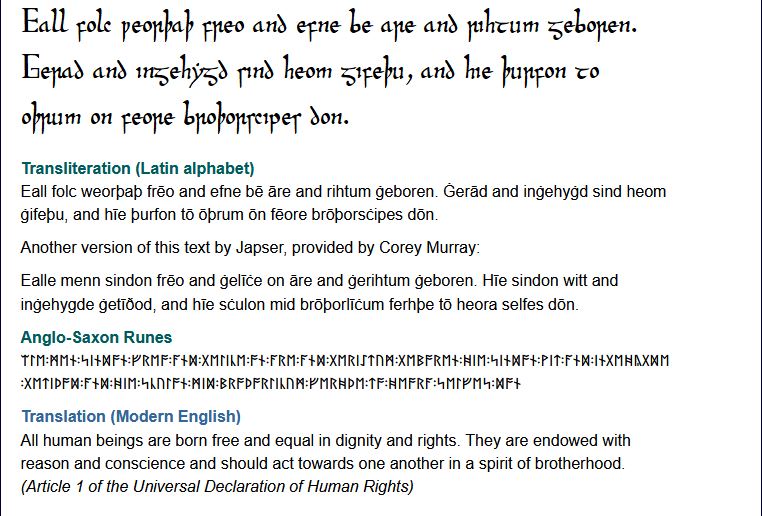 Eall folc ƿeorþaþ freo and efne be are and rihtum geboren.
Gerad and ingehẏgd sind heom gifeþu, and hie þurfon to
oþrum on feore broþorscipes don.
Transliteration (Latin alphabet)
Eall folc weorþaþ frēo and efne bē āre and rihtum ġeboren. Ġerād and inġehyġd sind heom
ġifeþu, and hīe þurfon tō ōþrum ōn fēore brōþorsċipes dōn.
Another version of this text by Japser, provided by Corey Murray:
Ealle menn sindon frēo and ġelīċe on āre and ġerihtum ġeboren. Hīe sindon witt and
inġehygde ġetīðod, and hīe sċulon mid brōþorlīċum ferhþe tō heora selfes dōn.
Anglo-Saxon Runes
ᛠᛚᛖ᛬ᛗᛖᚾ᛬ᛋᛁᚾᛞᚩᚾ᛬ᚠᚱᛖᚩ᛬ᚪᚾᛞ᛬ᚷᛖᛚᛁᚳᛖ᛬ᚩᚾ᛬ᚪᚱᛖ᛬ᚪᚾᛞ᛬ᚷᛖᚱᛁᛇᛏᚢᛗ᛬ᚷᛖᛒᚩᚱᛖᚾ᛬ᚻᛁᛖ᛬ᛋᛁᚾᛞᚩᚾ᛬ᚹᛁᛏ᛬ᚪᚾᛞ᛬ᛁᚾᚷᛖᚻᚣᚷᛞᛖ
᛬ᚷᛖᛏᛁᚦᚩᛞ᛬ᚪᚾᛞ᛬ᚻᛁᛖ᛬ᛋᚳᚢᛚᚩᚾ᛬ᛗᛁᛞ᛬ᛒᚱᚩᚦᚩᚱᛚᛁᚳᚢᛗ᛬ᚠᛖᚱᚻᚦᛖ᛬ᛏᚩ᛬ᚻᛖᚩᚱᚪ᛬ᛋᛖᛚᚠᛖᛋ᛬ᛞᚩᚾ
Translation (Modern English)
All human beings are born free and equal in dignity and rights. They are endowed with
reason and conscience and should act towards one another in a spirit of brotherhood.
(Article 1 of the Universal Declaration of Human Rights)